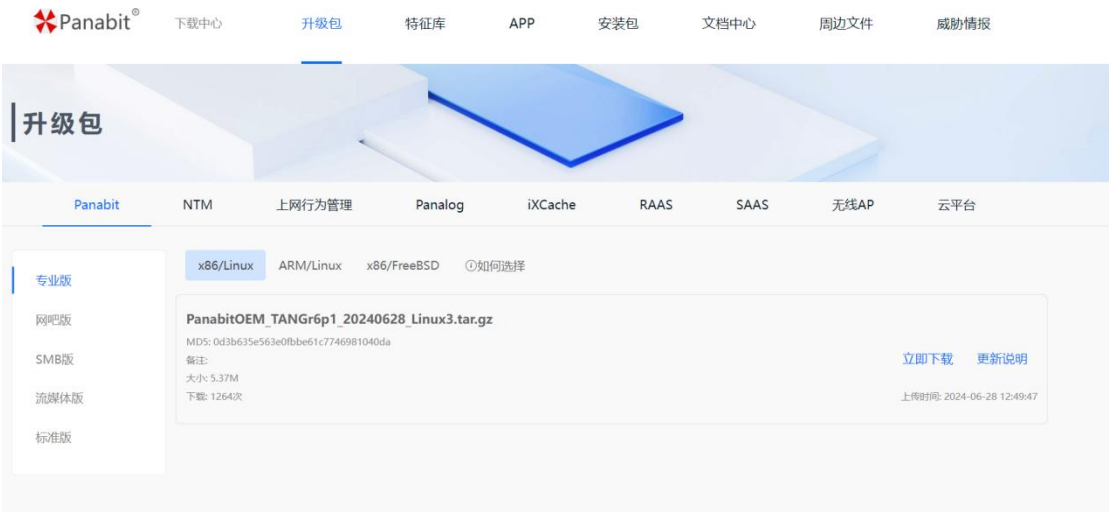 Panabit®
下载中心 升级包 特征库 APP 安装包 文档中心 周边文件 威胁情报
升级包
Panabit NTM 上网行为管理 Panalog iXCache RAAS SAAS 无线AP 云平台
专业版
网吧版
SMB版
流媒体版
标准版
x86/Linux ARM/Linux x86/FreeBSD ①如何选择
PanabitOEM_TANGr6p1_20240628_Linux3.tar.gz
MD5: 0d3b635e563e0fbbe61c7746981040da
备注:
大小: 5.37M
下载: 1264次
立即下载 更新说明
上传时间: 2024-06-28 12:49:47